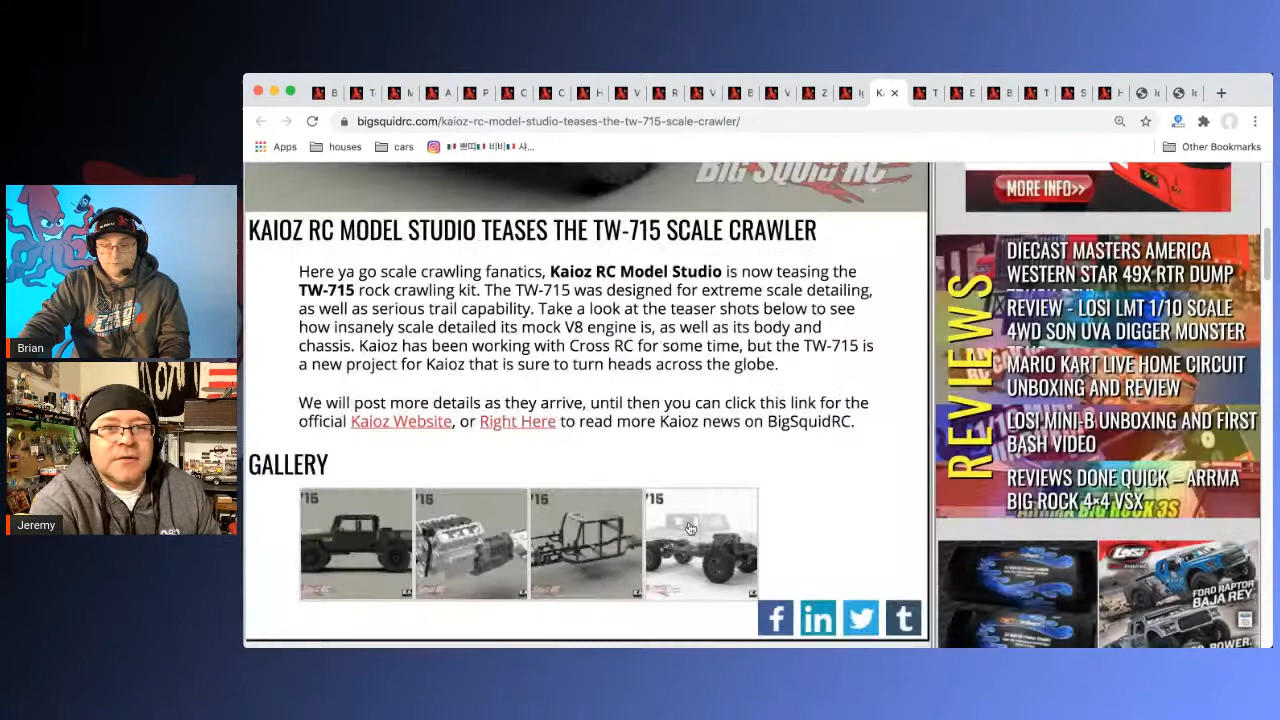 bigsquidrc.com/kaioz-rc-model-studio-teases-the-tw-715-scale-crawler/
Apps
houses
cars
Other Bookmarks
BIG SQUID RC
MORE INFO>>
KAIOZ RC MODEL STUDIO TEASES THE TW-715 SCALE CRAWLER
Here ya go scale crawling fanatics, Kaioz RC Model Studio is now teasing the
TW-715 rock crawling kit. The TW-715 was designed for extreme scale detailing,
as well as serious trail capability. Take a look at the teaser shots below to see
how insanely scale detailed its mock V8 engine is, as well as its body and
chassis. Kaioz has been working with Cross RC for some time, but the TW-715 is
a new project for Kaioz that is sure to turn heads across the globe.
We will post more details as they arrive, until then you can click this link for the
official Kaioz Website, or Right Here to read more Kaioz news on BigSquidRC.
GALLERY
'15
'15
'15
'15
REVIEWS
DIECAST MASTERS AMERICA
WESTERN STAR 49X RTR DUMP
REVIEW - LOSI LMT 1/10 SCALE
4WD SON UVA DIGGER MONSTER
MARIO KART LIVE HOME CIRCUIT
UNBOXING AND REVIEW
LOSI MINI-B UNBOXING AND FIRST
BASH VIDEO
REVIEWS DONE QUICK – ARRMA
BIG ROCK 4×4 VSX
LOSI
FORD RAPTOR
BAJA REY
Brian
Jeremy